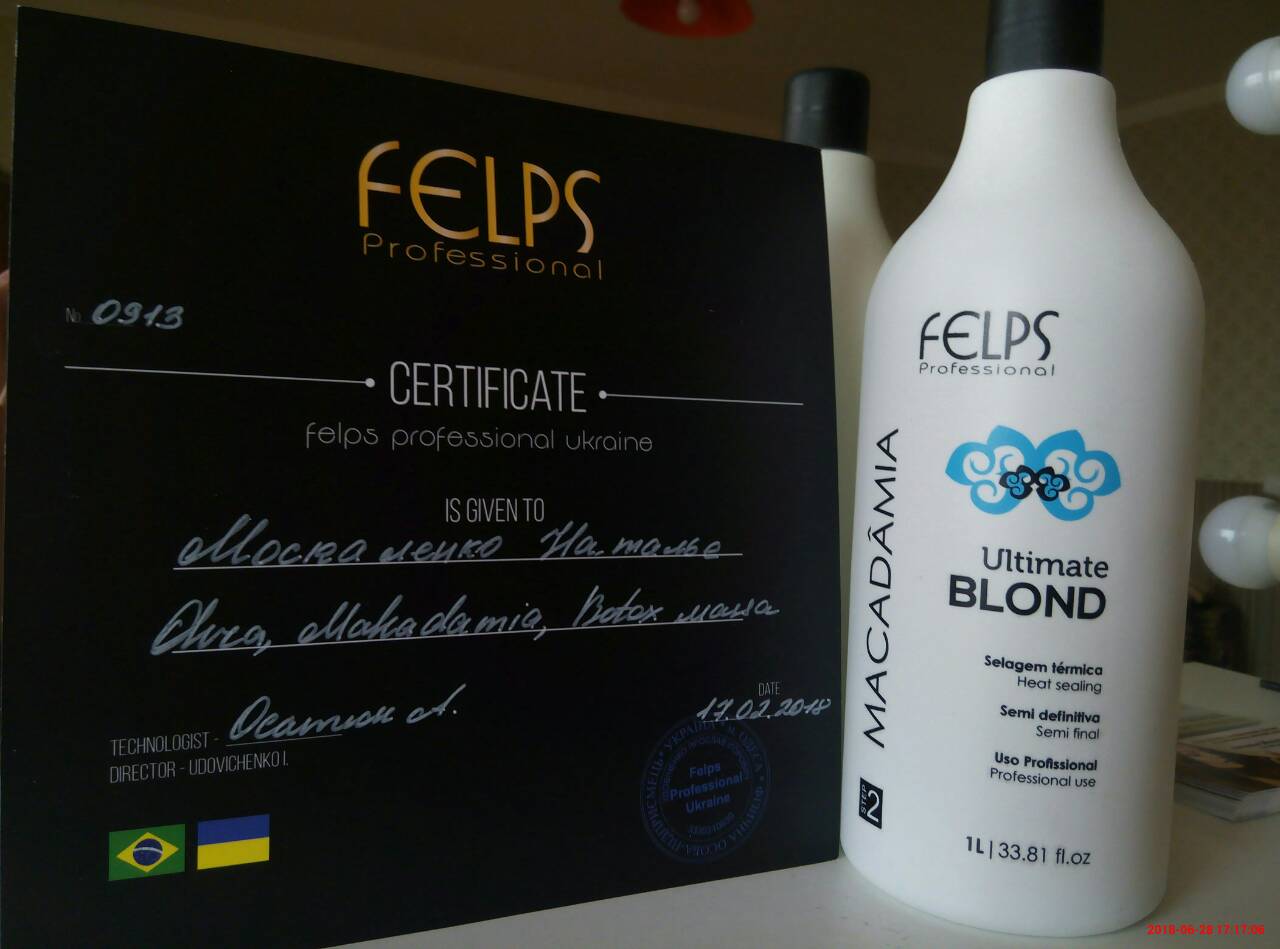 FELPS
Professional
№ 0913
CERTIFICATE
felps professional ukraine
IS GIVEN TO
Москаленко Наталье
Makadamia, Botox маска
TECHNOLOGIST - Осатюк А.
DIRECTOR - UDOVICHENKO I.
DATE
17.02.2018
Felps
Professional
Ukraine
FELPS
Professional
MACADÂMIA
Ultimate
BLOND
Selagem térmica
Heat sealing
Semi definitiva
Semi final
Uso Profissional
Professional use
STEP 2
1L | 33.81 fl.oz
2018-06-28 17:17:06